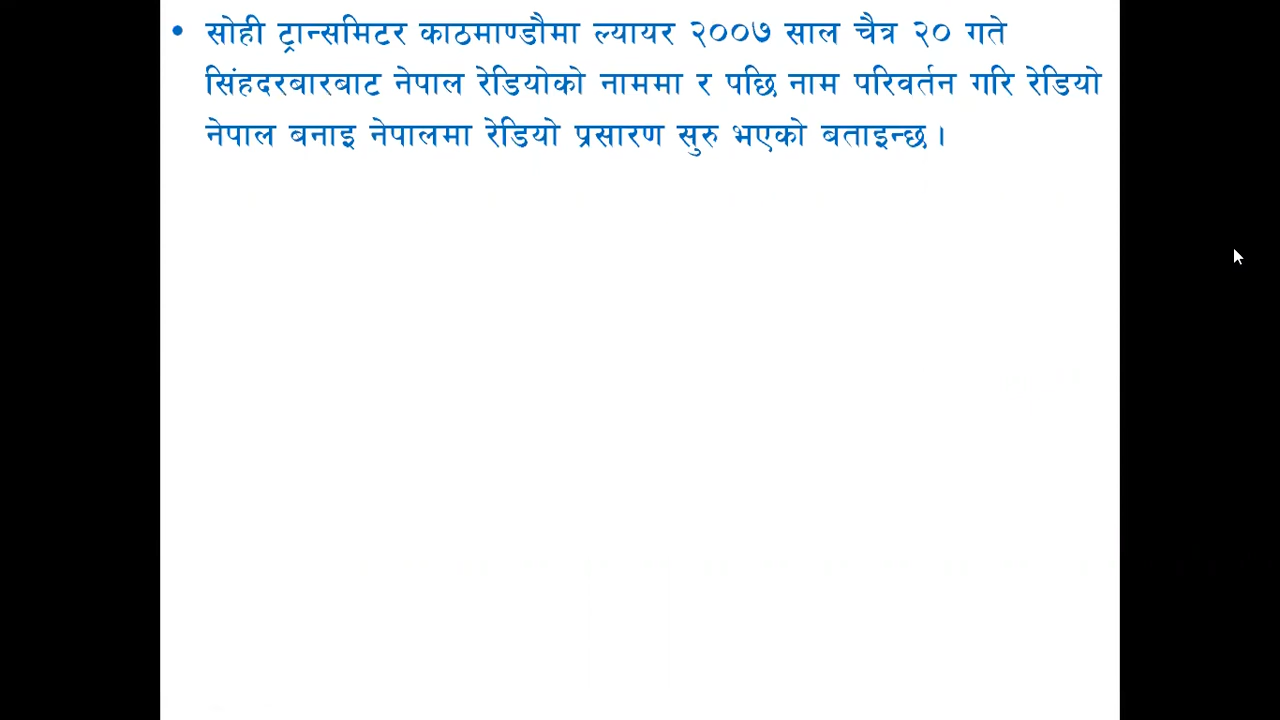 • सोही ट्रान्समिटर काठमाण्डौमा ल्यायर २००७ साल चैत्र २० गते
सिंहदरबारबाट नेपाल रेडियोको नाममा र पछि नाम परिवर्तन गरि रेडियो
नेपाल बनाइ नेपालमा रेडियो प्रसारण सुरु भएको बताइन्छ ।